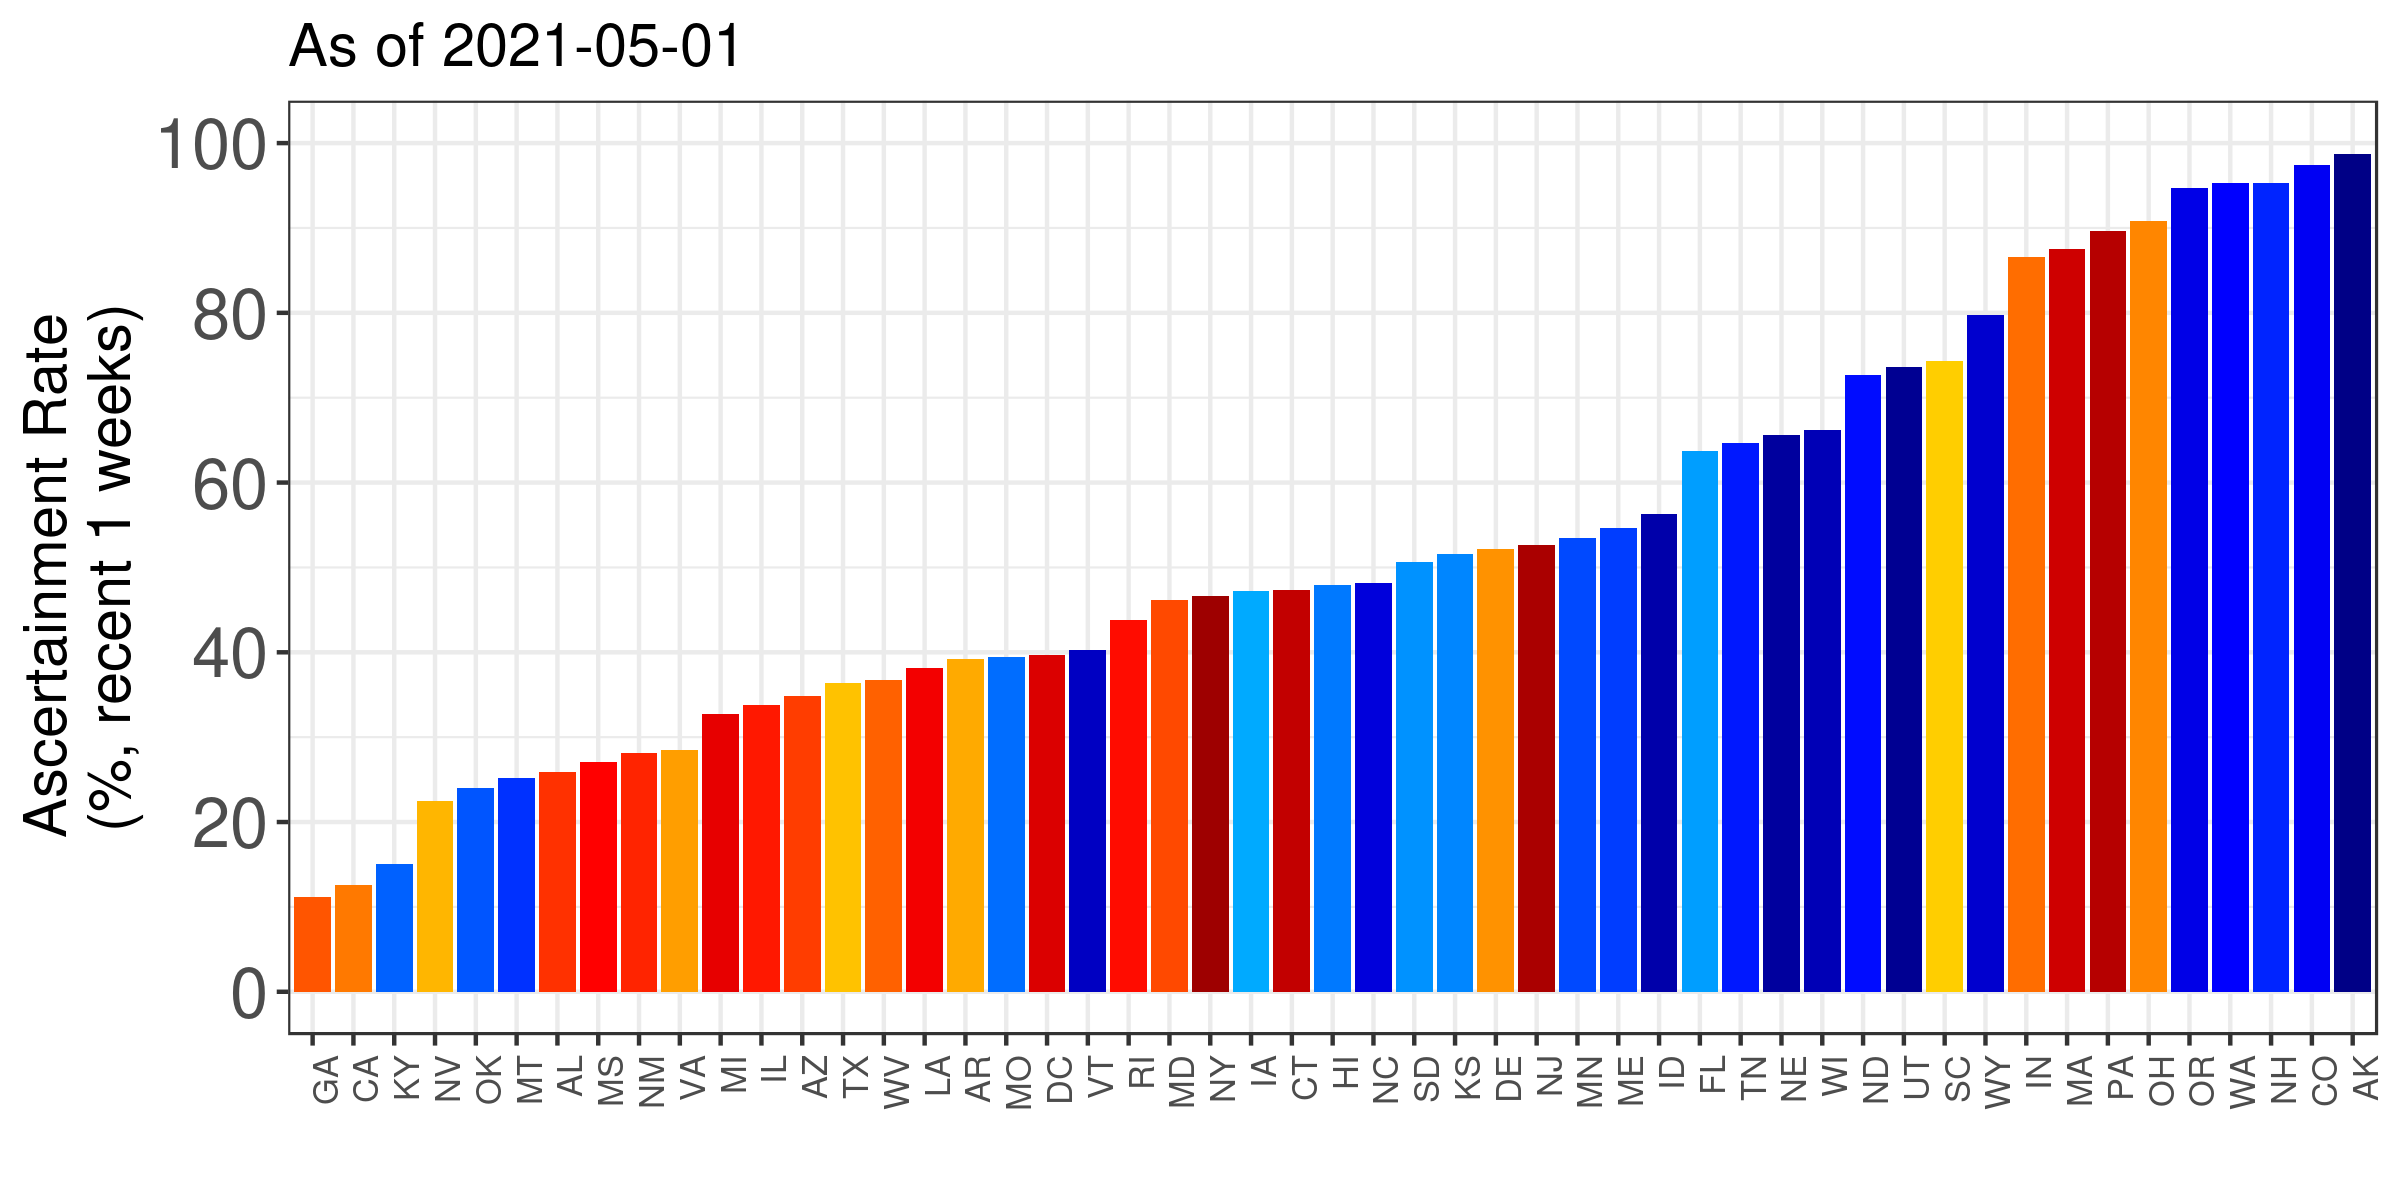 As of 2021-05-01
Ascertainment Rate
(%, recent 1 weeks)
100
80
60
40
20
0
GA CA KY NV OK MT AL MS NM VA MI IL AZ TX WV LA AR MO DC VT RI MD NY IA CT HI NC SD KS DE NJ MN ME ID FL TN NE WI ND UT SC WY IN MA PA OH OR WA NH CO AK